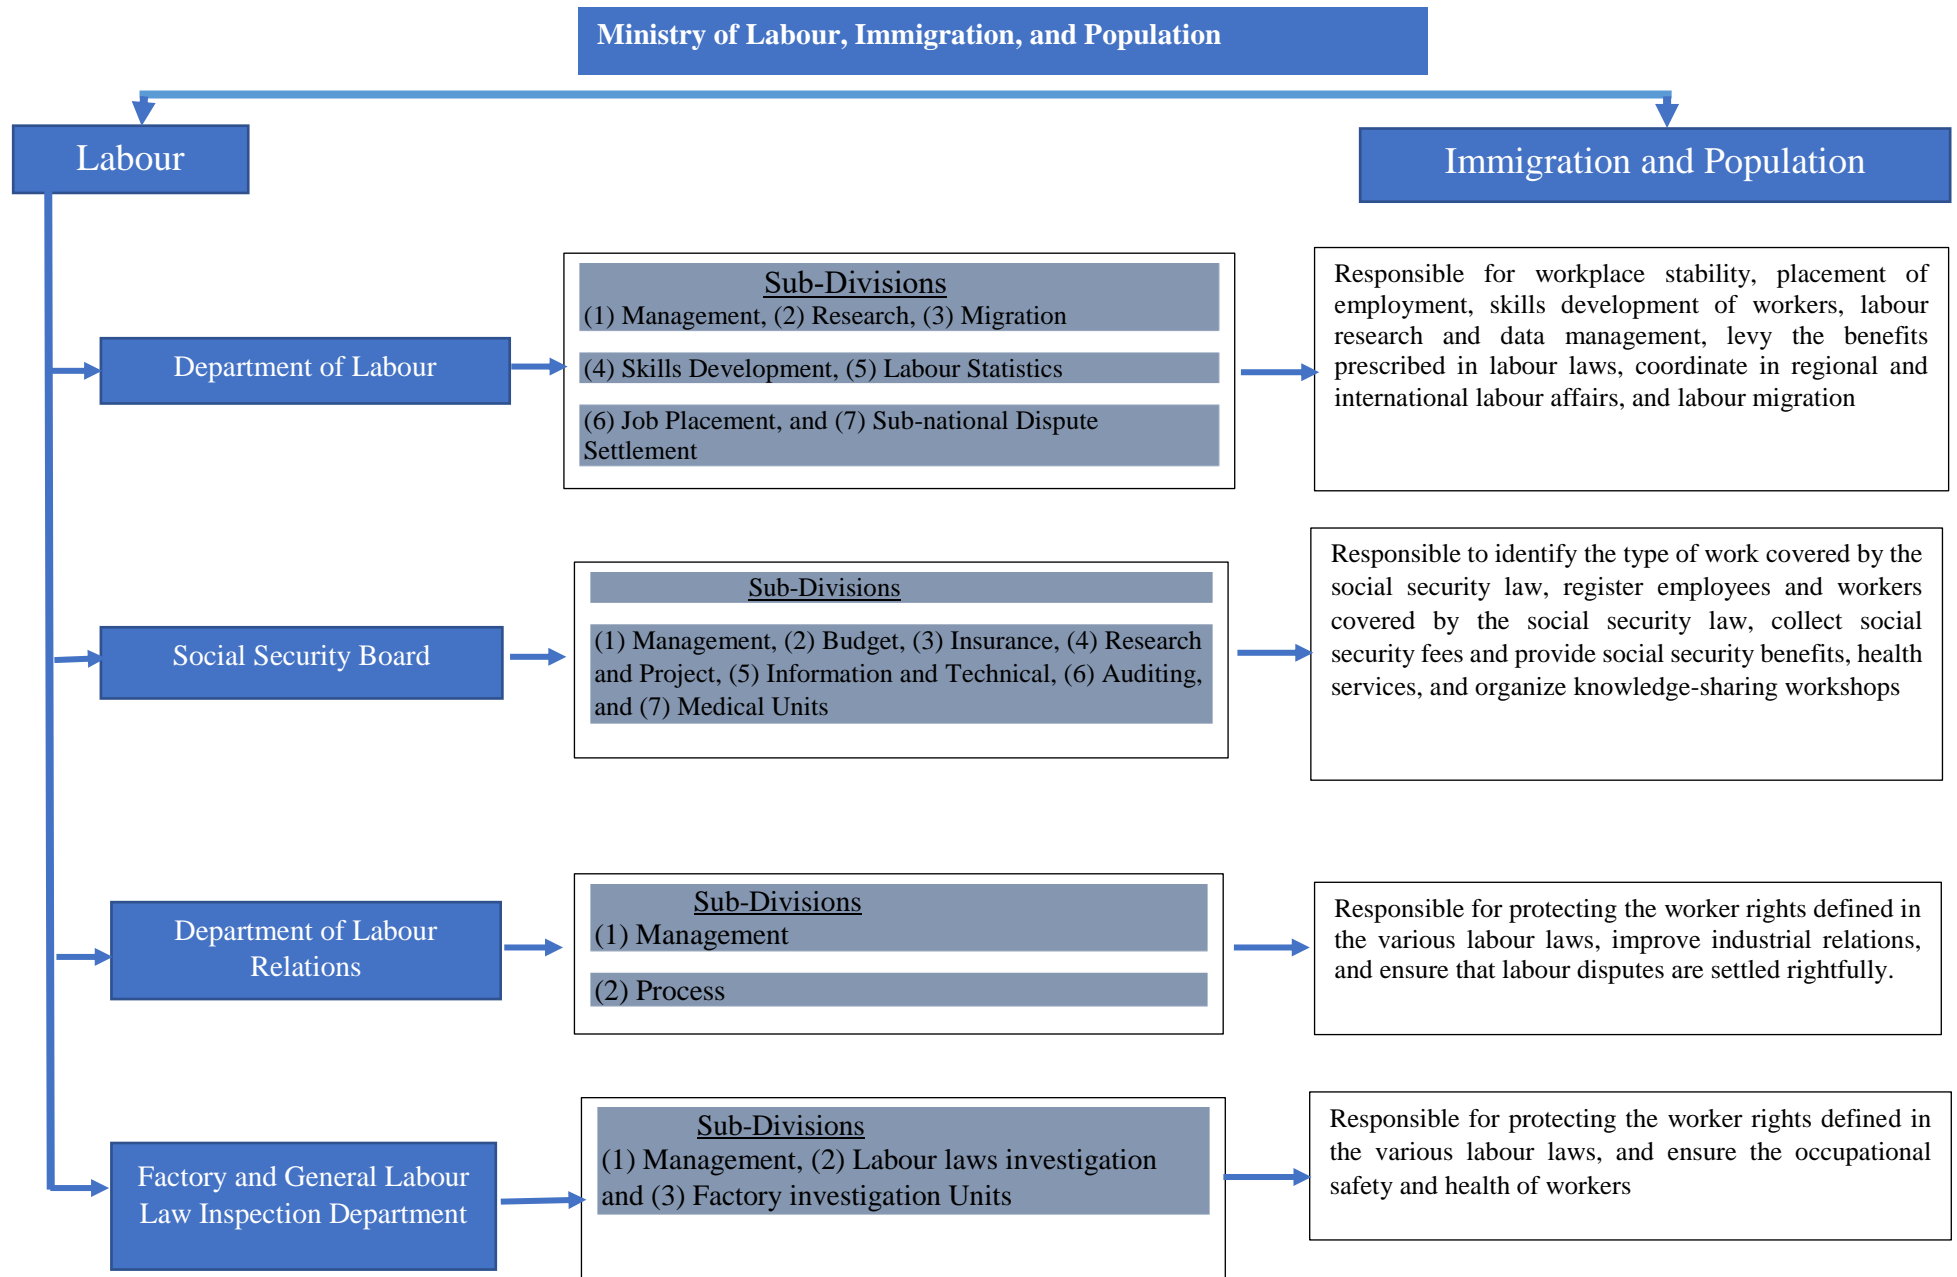 Ministry of Labour, Immigration, and Population
Labour
Immigration and Population
Department of Labour
Sub-Divisions
(1) Management, (2) Research, (3) Migration
(4) Skills Development, (5) Labour Statistics
(6) Job Placement, and (7) Sub-national Dispute
Settlement
Responsible for workplace stability, placement of
employment, skills development of workers, labour
research and data management, levy the benefits
prescribed in labour laws, coordinate in regional and
international labour affairs, and labour migration
Social Security Board
Sub-Divisions
(1) Management, (2) Budget, (3) Insurance, (4) Research
and Project, (5) Information and Technical, (6) Auditing,
and (7) Medical Units
Responsible to identify the type of work covered by the
social security law, register employees and workers
covered by the social security law, collect social
security fees and provide social security benefits, health
services, and organize knowledge-sharing workshops
Department of Labour
Relations
Sub-Divisions
(1) Management
(2) Process
Responsible for protecting the worker rights defined in
the various labour laws, improve industrial relations,
and ensure that labour disputes are settled rightfully.
Factory and General Labour
Law Inspection Department
Sub-Divisions
(1) Management, (2) Labour laws investigation
and (3) Factory investigation Units
Responsible for protecting the worker rights defined in
the various labour laws, and ensure the occupational
safety and health of workers